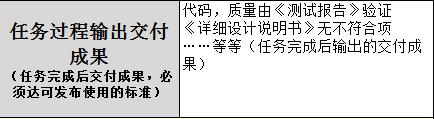 任务过程输出交付
成果
（任务完成后交付成果，必
须达可发布使用的标准）
代码，质量由《测试报告》验证
《详细设计说明书》无不符合项
……等等（任务完成后输出的交付成
果）